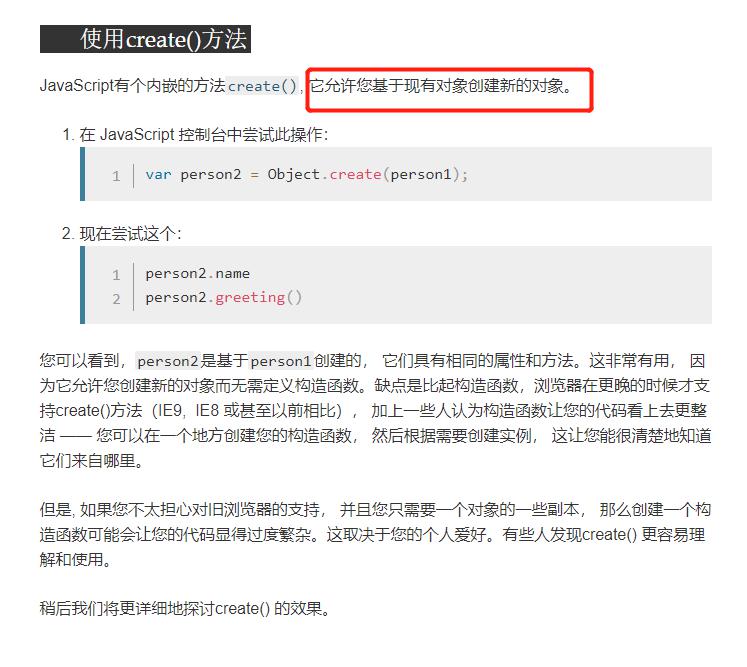 使用create()方法
JavaScript有个内嵌的方法create(), 它允许您基于现有对象创建新的对象。
1. 在 JavaScript 控制台中尝试此操作：
1 var person2 = Object.create(person1);
2. 现在尝试这个：
1 person2.name
2 person2.greeting()
您可以看到，person2是基于person1创建的， 它们具有相同的属性和方法。这非常有用， 因
为它允许您创建新的对象而无需定义构造函数。缺点是比起构造函数，浏览器在更晚的时候才支
持create()方法（IE9, IE8 或甚至以前相比）， 加上一些人认为构造函数让您的代码看上去更整
洁 —— 您可以在一个地方创建您的构造函数， 然后根据需要创建实例， 这让您能很清楚地知道
它们来自哪里。
但是, 如果您不太担心对旧浏览器的支持， 并且您只需要一个对象的一些副本， 那么创建一个构
造函数可能会让您的代码显得过度繁杂。这取决于您的个人爱好。有些人发现create() 更容易理
解和使用。
稍后我们将更详细地探讨create() 的效果。